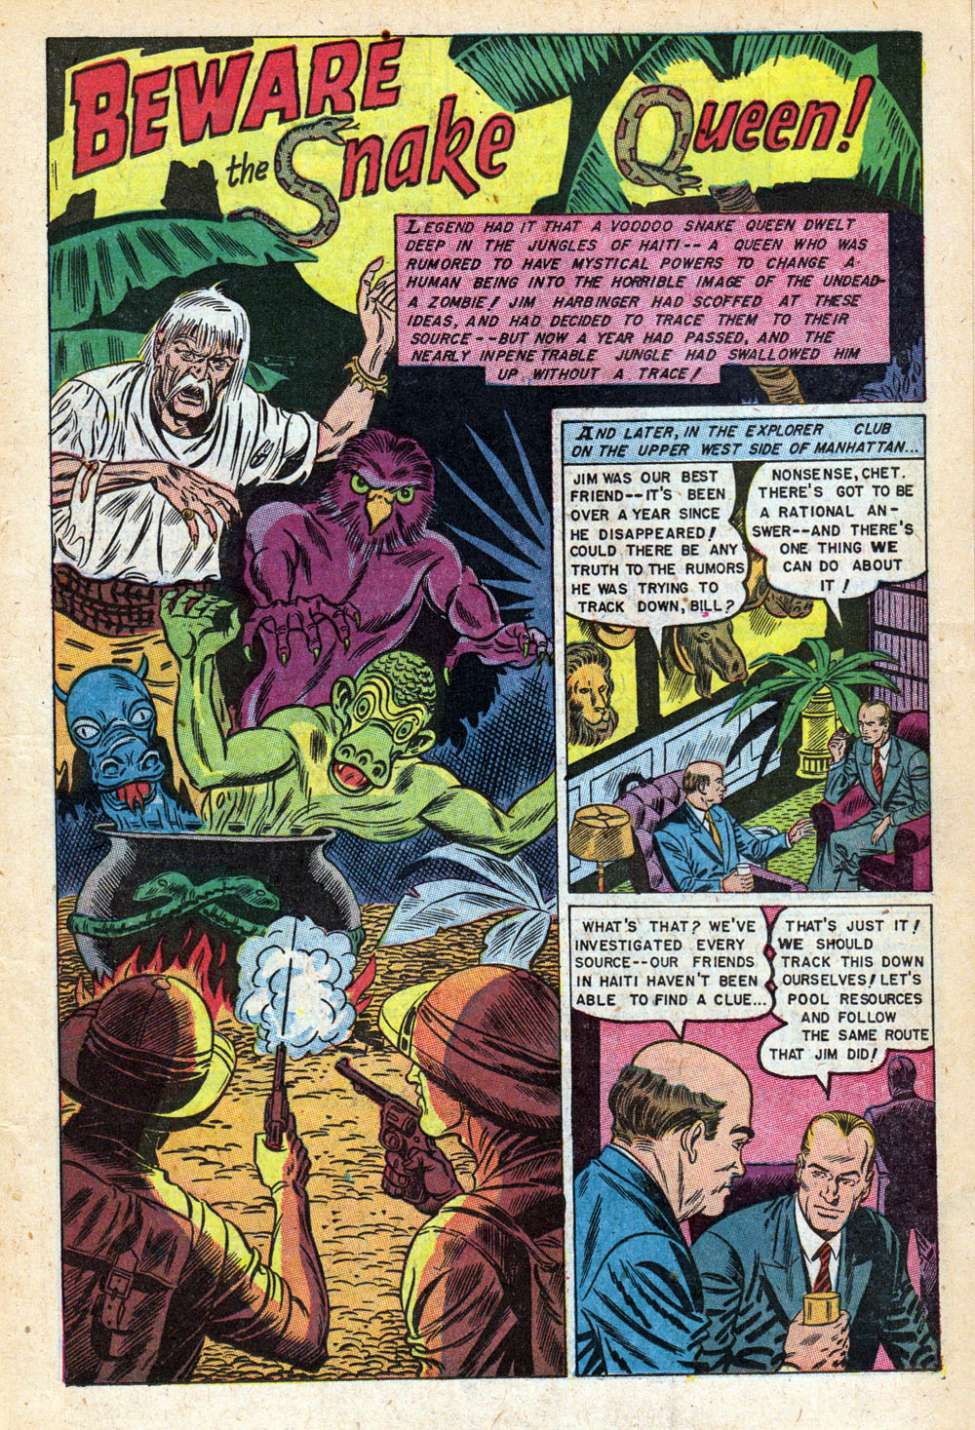 BEWARE
the Snake Queen!
LEGEND HAD IT THAT A VOODOO SNAKE QUEEN DWELT
DEEP IN THE JUNGLES OF HAITI--A QUEEN WHO WAS
RUMORED TO HAVE MYSTICAL POWERS TO CHANGE A
HUMAN BEING INTO THE HORRIBLE IMAGE OF THE UNDEAD-
A ZOMBIE! JIM HARBINGER HAD SCOFFED AT THESE
IDEAS, AND HAD DECIDED TO TRACE THEM TO THEIR
SOURCE--BUT NOW A YEAR HAD PASSED, AND THE
NEARLY INPENETRABLE JUNGLE HAD SWALLOWED HIM
UP WITHOUT A TRACE!
AND LATER, IN THE EXPLORER CLUB
ON THE UPPER WEST SIDE OF MANHATTAN...
JIM WAS OUR BEST
FRIEND--IT'S BEEN
OVER A YEAR SINCE
HE DISAPPEARED!
COULD THERE BE ANY
TRUTH TO THE RUMORS
HE WAS TRYING TO
TRACK DOWN, BILL?
NONSENSE, CHET.
THERE'S GOT TO BE
A RATIONAL AN-
SWER--AND THERE'S
ONE THING WE
CAN DO ABOUT
IT!
WHAT'S THAT? WE'VE
INVESTIGATED EVERY
SOURCE--OUR FRIENDS
IN HAITI HAVEN'T BEEN
ABLE TO FIND A CLUE...
THAT'S JUST IT!
WE SHOULD
TRACK THIS DOWN
OURSELVES! LET'S
POOL RESOURCES
AND FOLLOW
THE SAME ROUTE
THAT JIM DID!